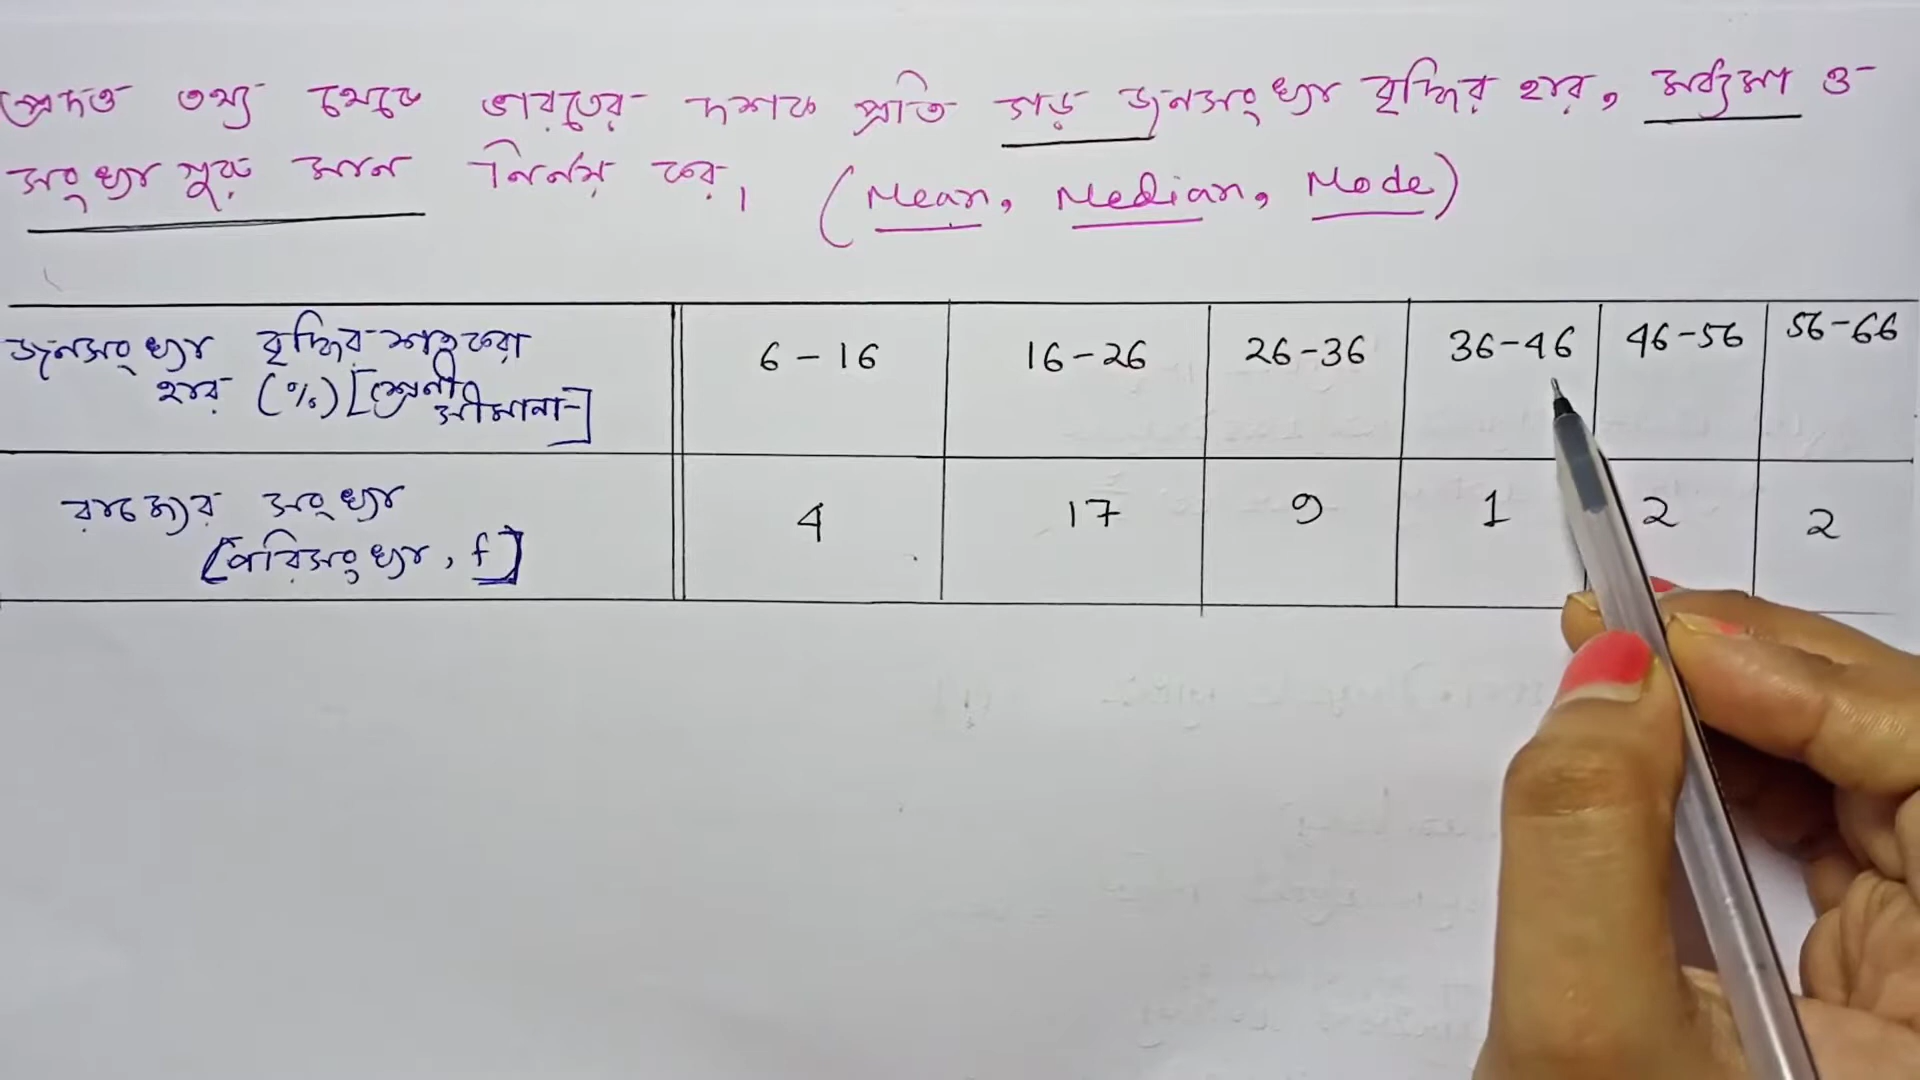 প্রদত্ত তথ্য থেকে ভারতের দশক প্রতি গড় জনসংখ্যা বৃদ্ধির হার, মধ্যমা ও
সংখ্যাগুরু মান নির্নয় কর। (Mean, Median, Mode)
জনসংখ্যা বৃদ্ধির শতকরা হার (%) [শ্রেণী সীমানা] 6-16 16-26 26-36 36-46 46-56 56-66
রাজ্যের সংখ্যা [পরিসংখ্যা, f] 4 17 9 1 2 2